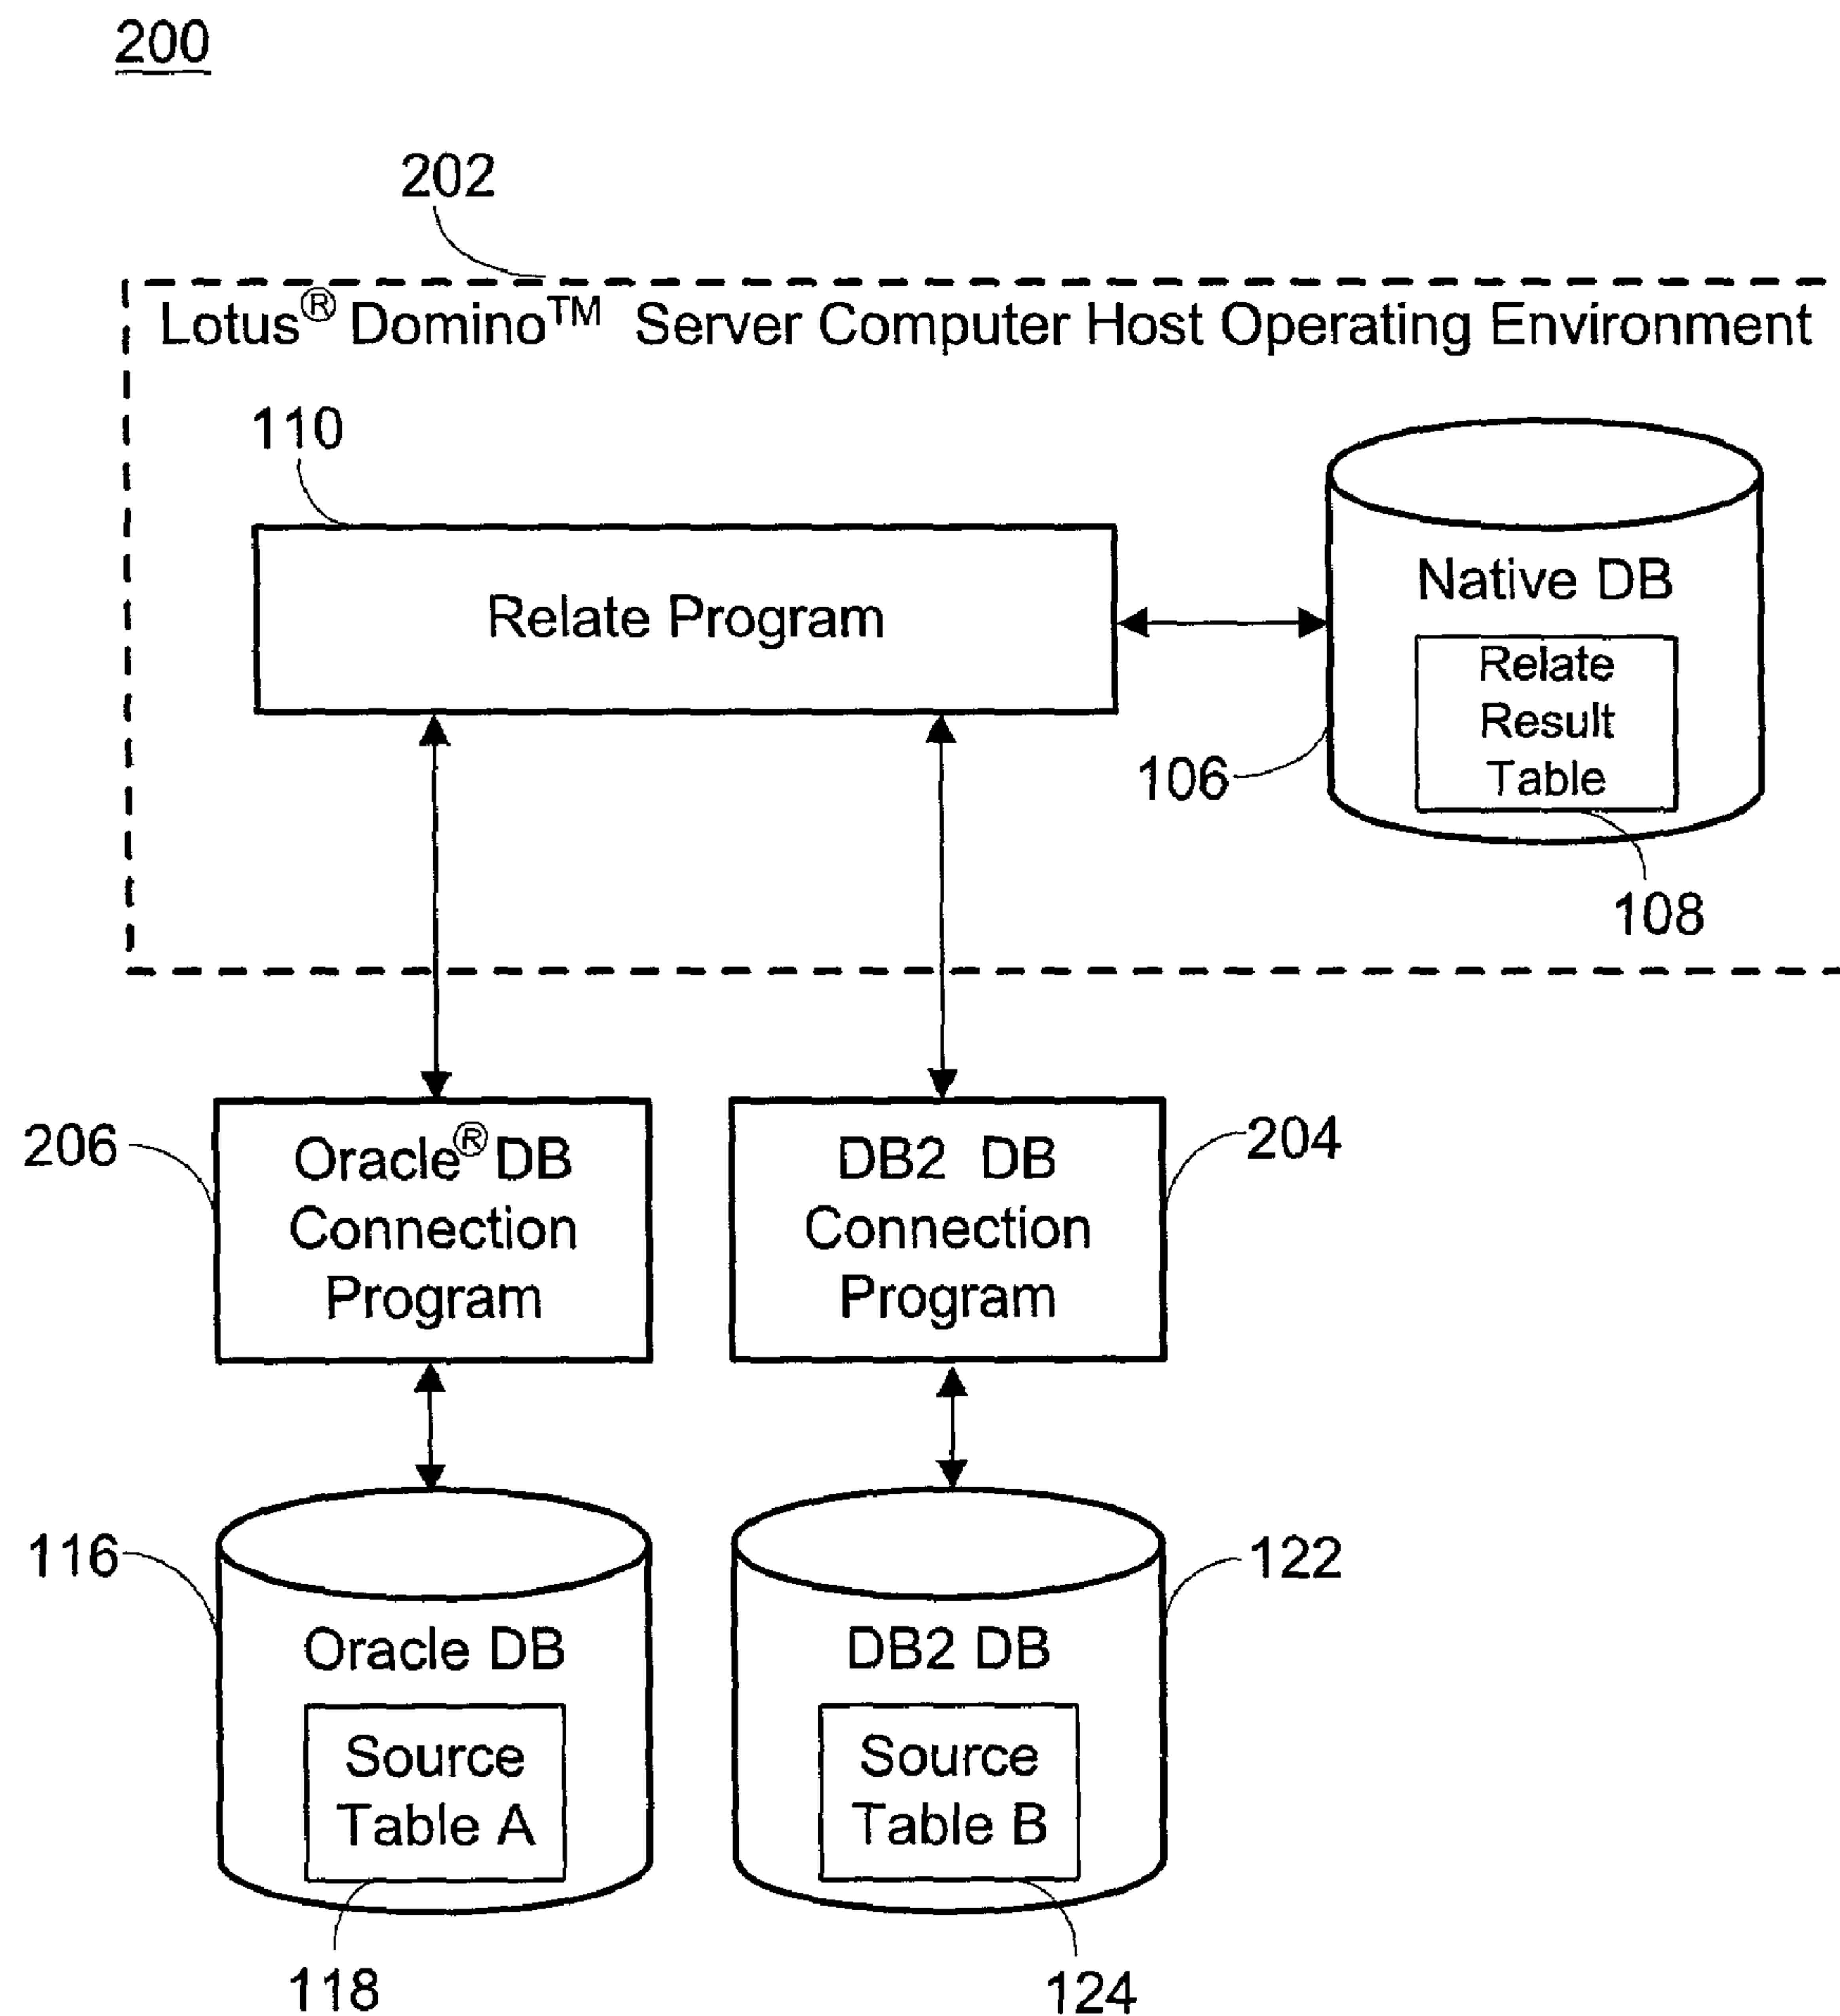 200
202
Lotus® Domino™ Server Computer Host Operating Environment
110
Relate Program
Native DB
Relate
Result
Table
106
108
206
Oracle® DB
Connection
Program
DB2 DB
Connection
Program
204
116
Oracle DB
Source
Table A
118
DB2 DB
Source
Table B
122
124